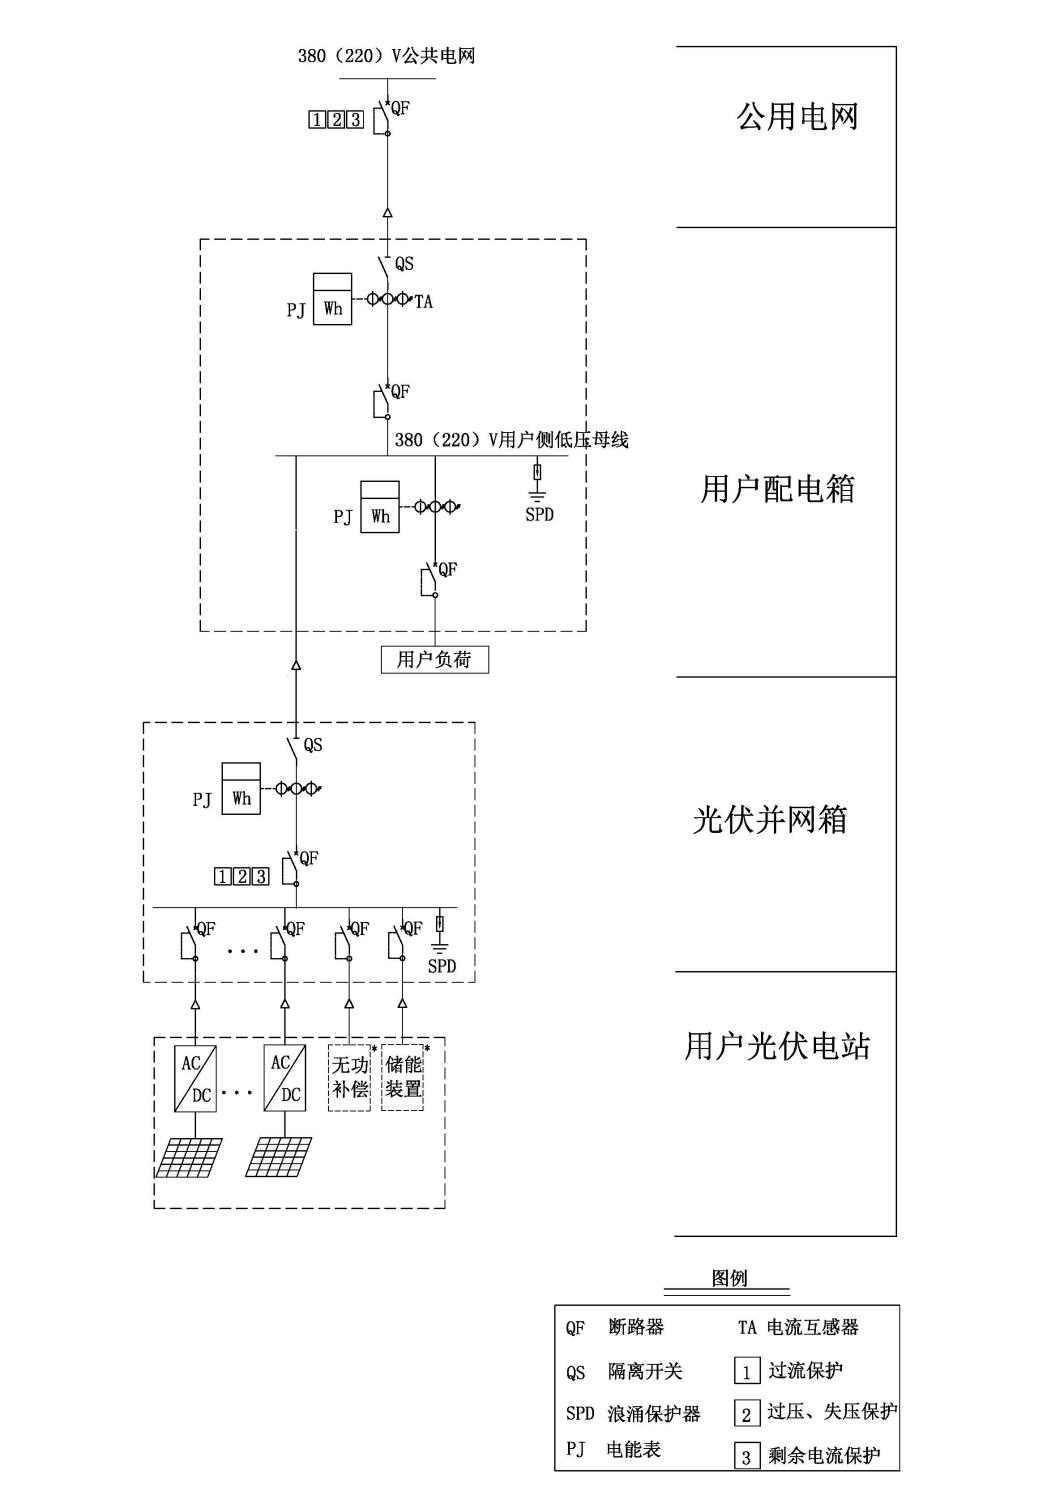 380（220）V公共电网
QF
1 2 3
公用电网
QS
PJ Wh TA
QF
380（220）V用户侧低压母线
PJ Wh
SPD
用户配电箱
QF
用户负荷
QS
PJ Wh
光伏并网箱
QF
1 2 3
QF ... QF QF QF
SPD
AC AC 无功* 储能*
DC ... DC 补偿 装置
用户光伏电站
图例
QF 断路器 TA 电流互感器
QS 隔离开关 1 过流保护
SPD 浪涌保护器 2 过压、失压保护
PJ 电能表 3 剩余电流保护